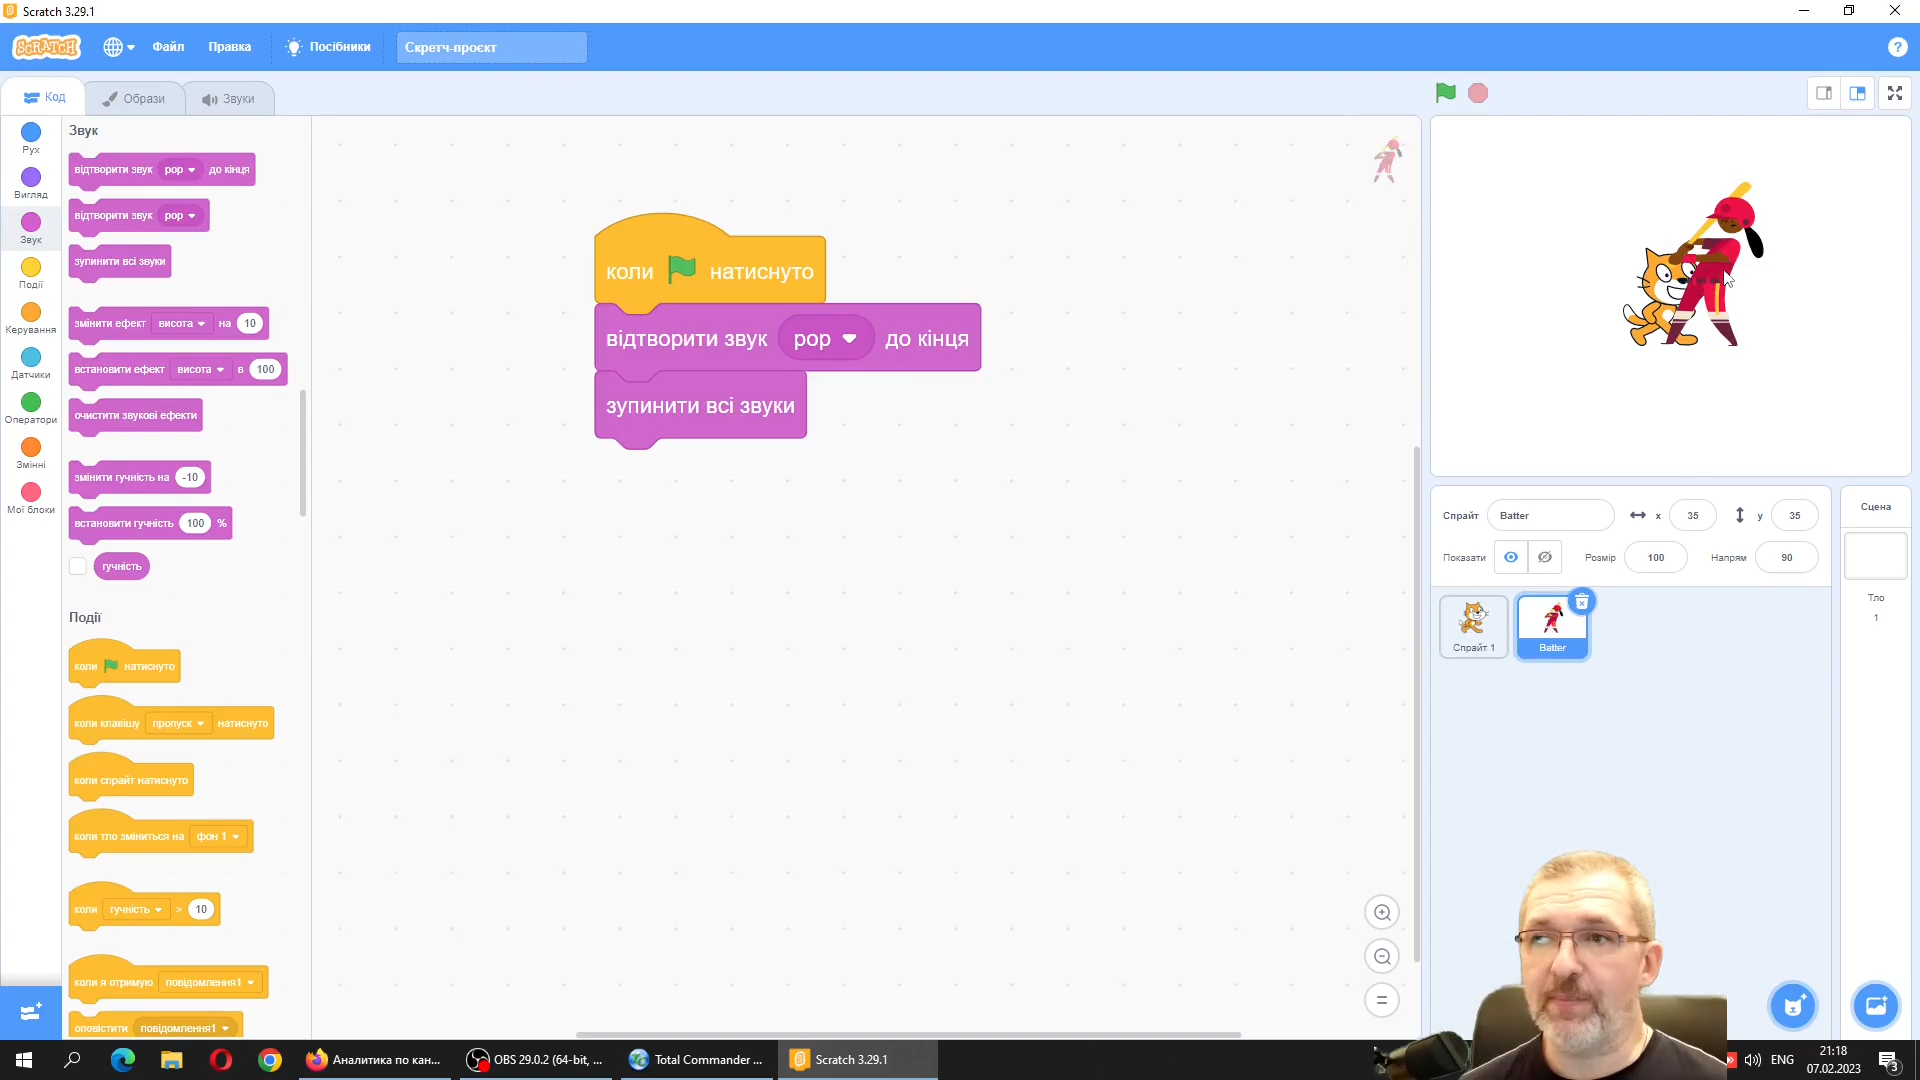 Scratch 3.29.1
SCRATCH
Файл
Правка
Посібники
Скретч-проєкт
?
Код
Образи
Звуки
Рух
Вигляд
Звук
Події
Керування
Датчики
Оператори
Змінні
Мої блоки
Звук
відтворити звук pop до кінця
відтворити звук pop
зупинити всі звуки
змінити ефект висота на 10
встановити ефект висота в 100
очистити звукові ефекти
змінити гучність на -10
встановити гучність 100 %
гучність
Події
коли натиснуто
коли клавішу пропуск натиснуто
коли спрайт натиснуто
коли тло зміниться на фон 1
коли гучність > 10
коли я отримую повідомлення1
оповістити повідомлення1
коли натиснуто
відтворити звук pop до кінця
зупинити всі звуки
Спрайт Batter x 35 y 35
Показати Розмір 100 Напрям 90
Спрайт 1
Batter
Сцена
Тло
1
Аналитика по кан...
OBS 29.0.2 (64-bit, ...
Total Commander ...
Scratch 3.29.1
ENG
21:18
07.02.2023
3